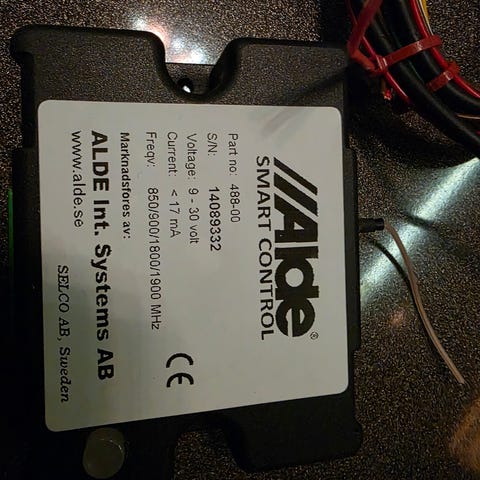 Alde®
SMART CONTROL
Part no: 488-00
S/N: 14089332
Voltage: 9 - 30 volt
Current: < 17 mA
Freqv: 850/900/1800/1900 MHz
CE
Marknadsföres av:
ALDE Int. Systems AB
www.alde.se
SELCO AB, Sweden